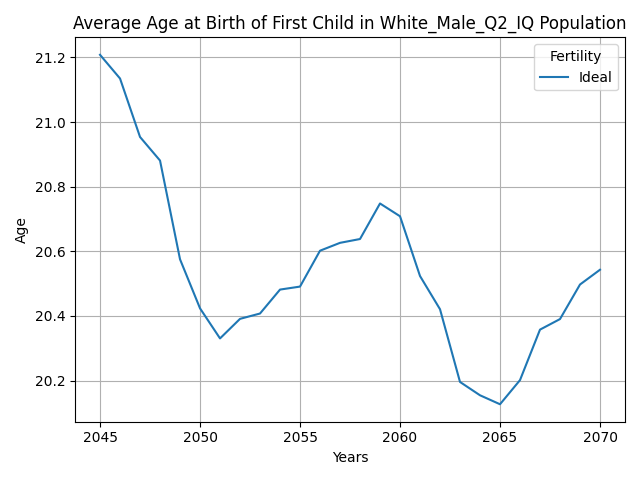 Average Age at Birth of First Child in White_Male_Q2_IQ Population
Fertility
Ideal
21.2
21.0
20.8
20.6
20.4
20.2
Age
2045 2050 2055 2060 2065 2070
Years